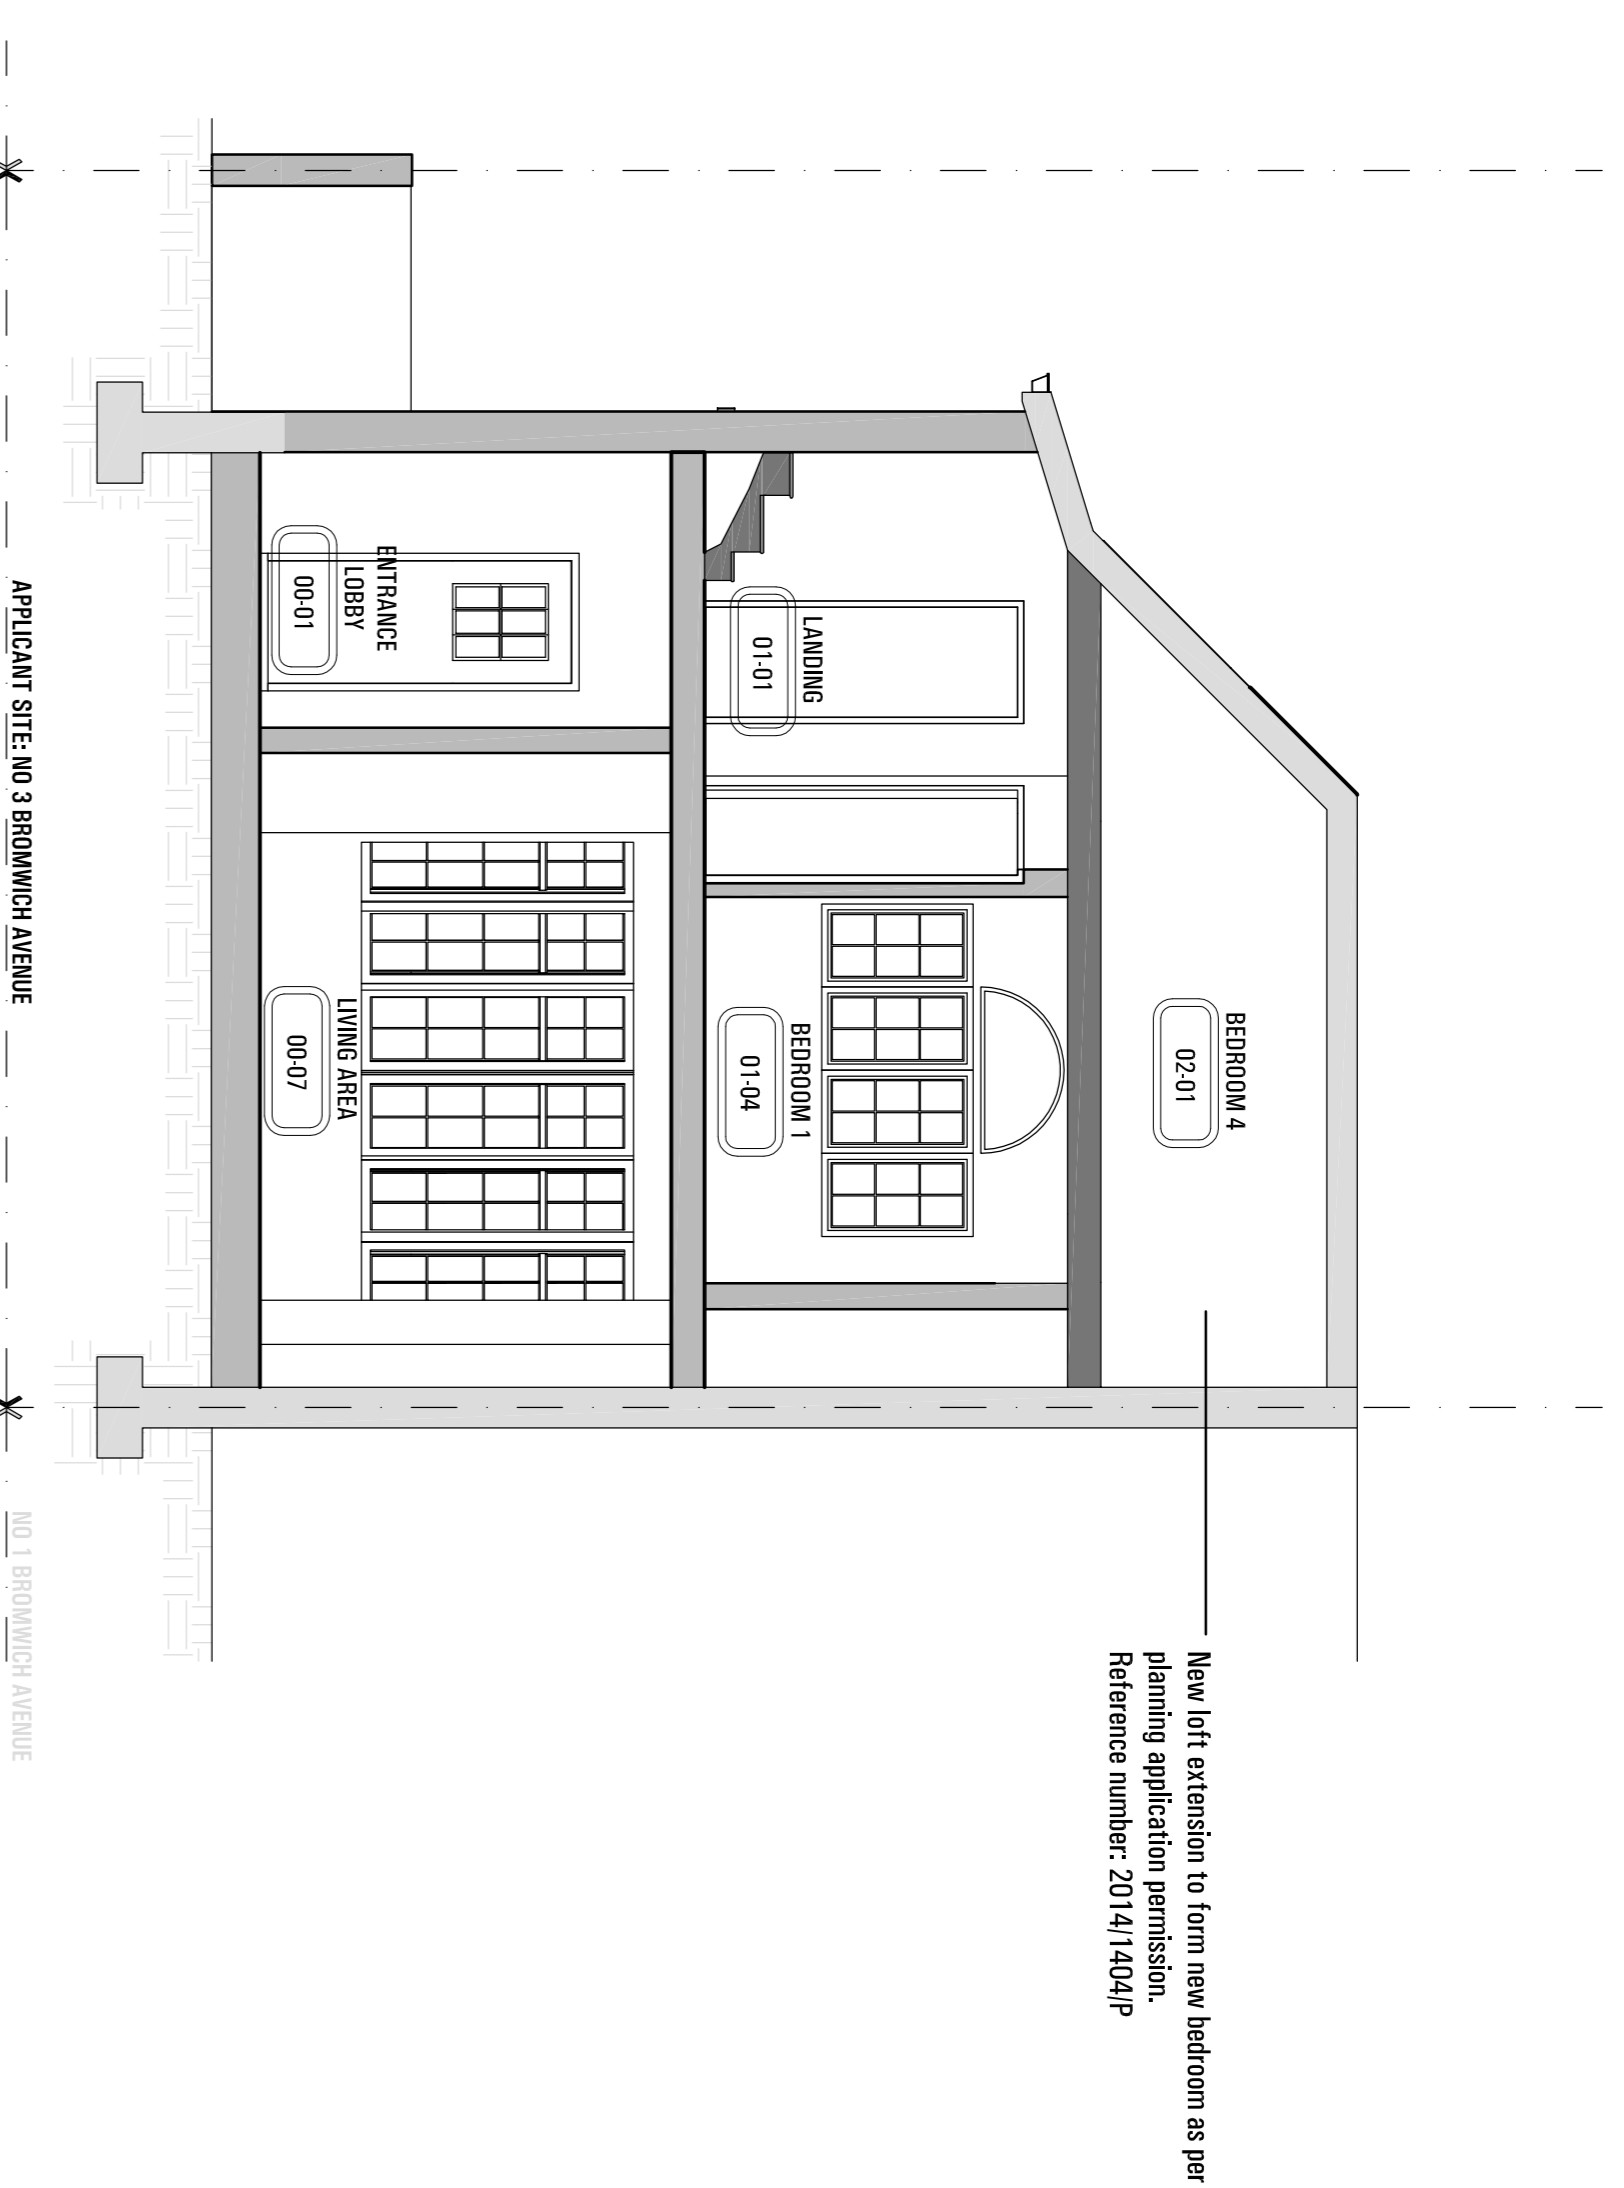 New loft extension to form new bedroom as per
planning application permission.
Reference number: 2014/1404/P
BEDROOM 4
02-01
LANDING
01-01
BEDROOM 1
01-04
ENTRANCE
LOBBY
00-01
LIVING AREA
00-07
APPLICANT SITE: NO 3 BROMWICH AVENUE
NO 1 BROMWICH AVENUE